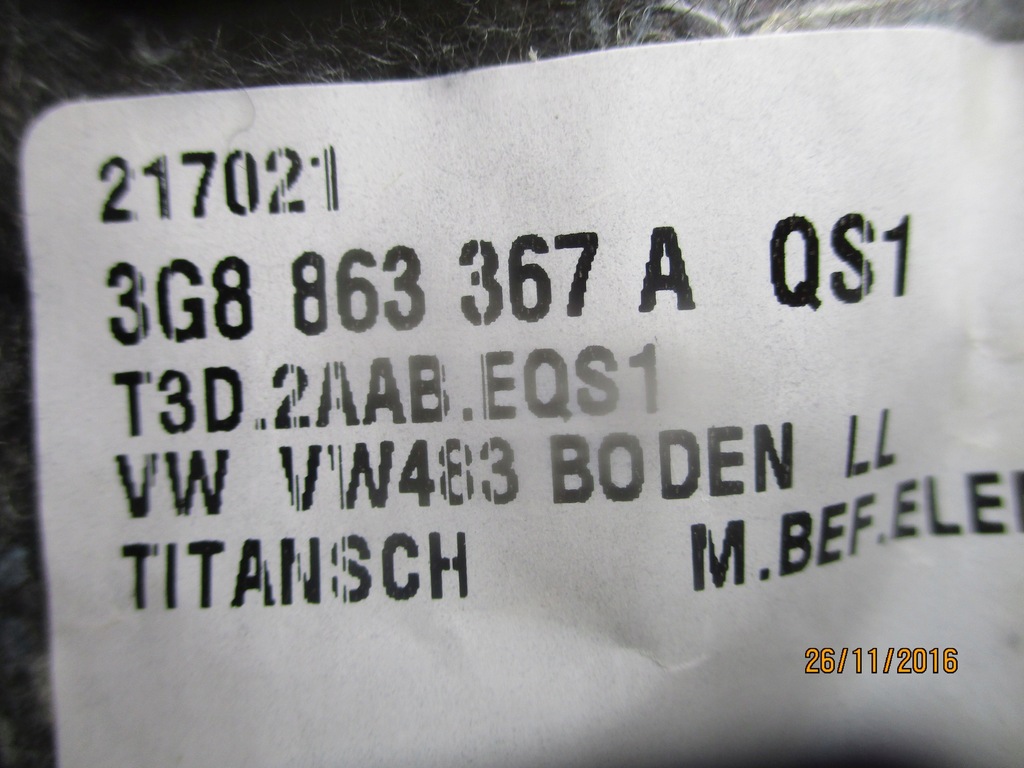 217021
3G8 863 367 A QS1
T3D.2AAB.EQS1
VW VW483 BODEN LL
TITANSCH M.BEF.ELE
26/11/2016